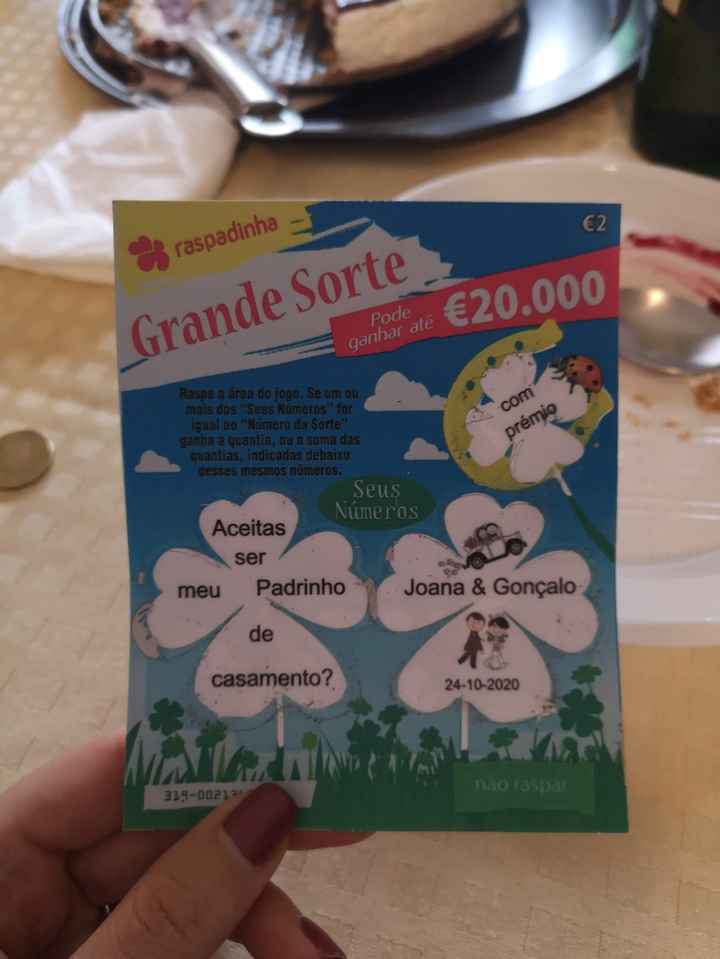 raspadinha
€2
Grande Sorte
Pode
ganhar até
€20.000
Raspe a área do jogo. Se um ou
mais dos "Seus Números" for
igual ao "Número da Sorte"
ganha a quantia, ou a soma das
quantias, indicadas debaixo
desses mesmos números.
com
prémio
Seus
Números
Aceitas
ser
meu Padrinho
de
casamento?
Joana & Gonçalo
24-10-2020
não raspar